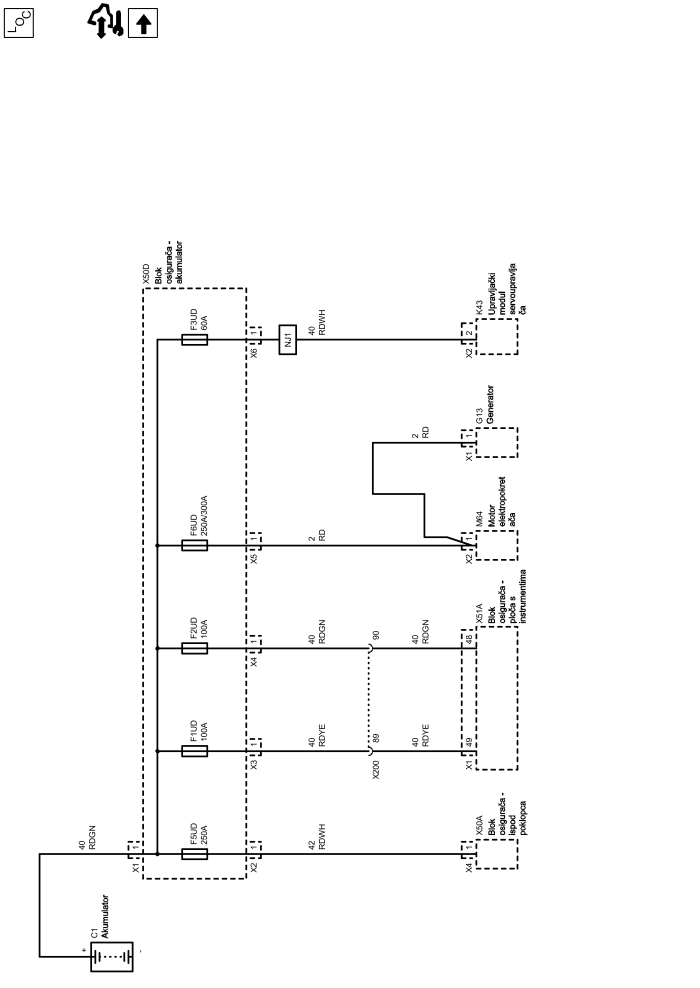 LOC
C1
Akumulator
+
-
40
RDGN
X1
1
X50D
Blok
osigurača -
akumulator
F5UD
250A
F1UD
100A
F2UD
100A
F6UD
250A/300A
F3UD
60A
X2
1
X3
1
X4
1
X5
1
X6
1
NJ1
42
RDWH
40
RDYE
40
RDGN
2
RD
40
RDWH
X200
89
90
40
RDYE
40
RDGN
2
RD
X4
1
X50A
Blok
osigurača -
ispod
poklopca
X1
49
48
X51A
Blok
osigurača -
ploča s
instrumentima
X2
1
M64
Motor
elektropokret
ača
X1
1
G13
Generator
X2
2
K43
Upravljački
modul
servoupravlja
ča